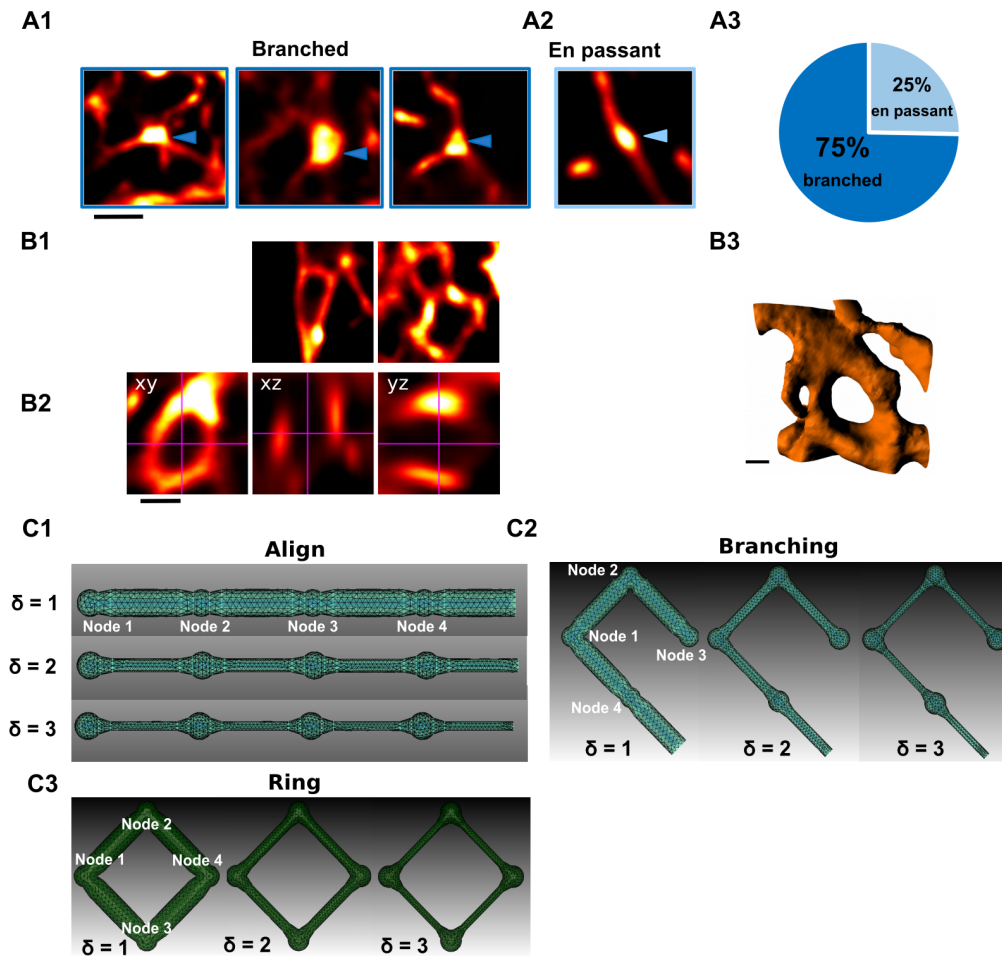 A1
A2
A3
Branched
En passant
25%
en passant
75%
branched
B1
B3
B2
xy
xz
yz
C1
C2
Align
Branching
δ = 1
Node 1
Node 2
Node 3
Node 4
δ = 2
δ = 3
Node 2
Node 1
Node 3
Node 4
δ = 1
δ = 2
δ = 3
C3
Ring
Node 2
Node 1
Node 4
Node 3
δ = 1
δ = 2
δ = 3